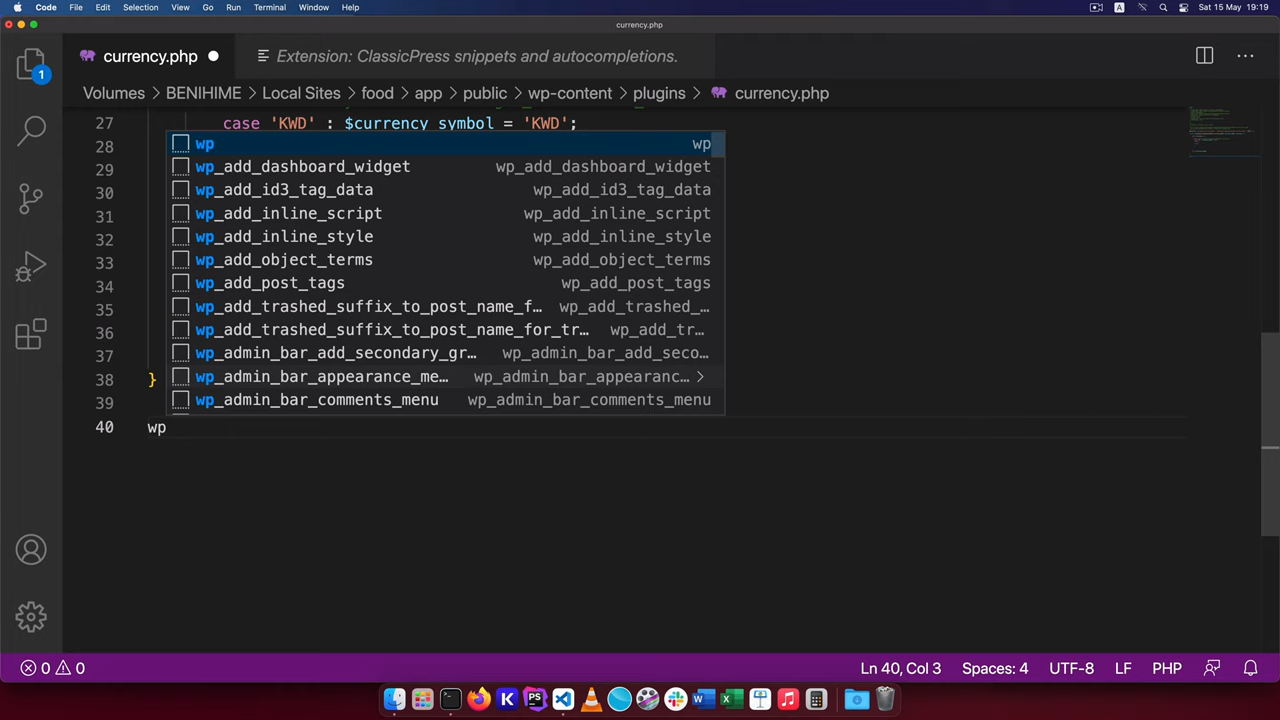 Code File Edit Selection View Go Run Terminal Window Help A Sat 15 May 19:19
currency.php
1
currency.php Extension: ClassicPress snippets and autocompletions.
Volumes > BENIHIME > Local Sites > food > app > public > wp-content > plugins > currency.php
27 case 'KWD' : $currency_symbol = 'KWD';
28 wp wp
29 wp_add_dashboard_widget wp_add_dashboard_widget
30 wp_add_id3_tag_data wp_add_id3_tag_data
31 wp_add_inline_script wp_add_inline_script
32 wp_add_inline_style wp_add_inline_style
33 wp_add_object_terms wp_add_object_terms
34 wp_add_post_tags wp_add_post_tags
35 wp_add_trashed_suffix_to_post_name_f… wp_add_trashed_…
36 wp_add_trashed_suffix_to_post_name_for_tr… wp_add_tr…
37 wp_admin_bar_add_secondary_gr… wp_admin_bar_add_seco…
38 } wp_admin_bar_appearance_me… wp_admin_bar_appearanc… >
39 wp_admin_bar_comments_menu wp_admin_bar_comments_menu
40 wp
0 0 Ln 40, Col 3 Spaces: 4 UTF-8 LF PHP
K PS W X